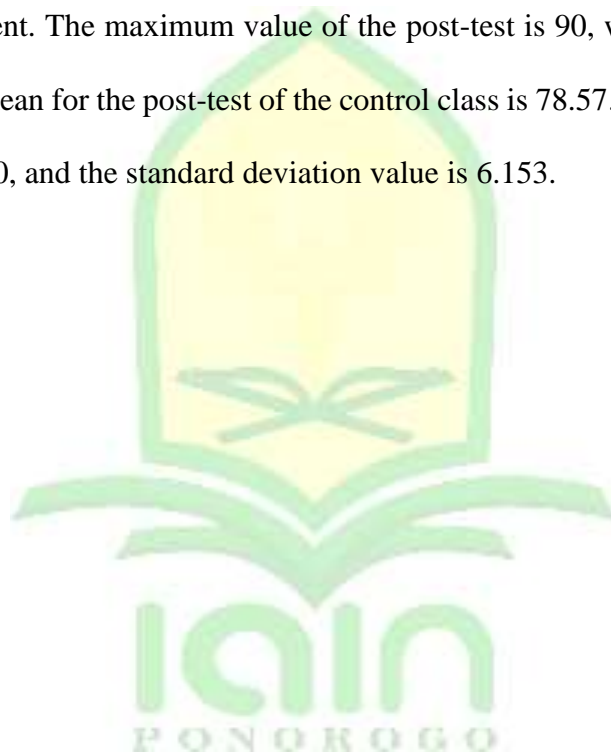 ent. The maximum value of the post-test is 90,
ean for the post-test of the control class is 78.57.
0, and the standard deviation value is 6.153.
iain
PONOROGO